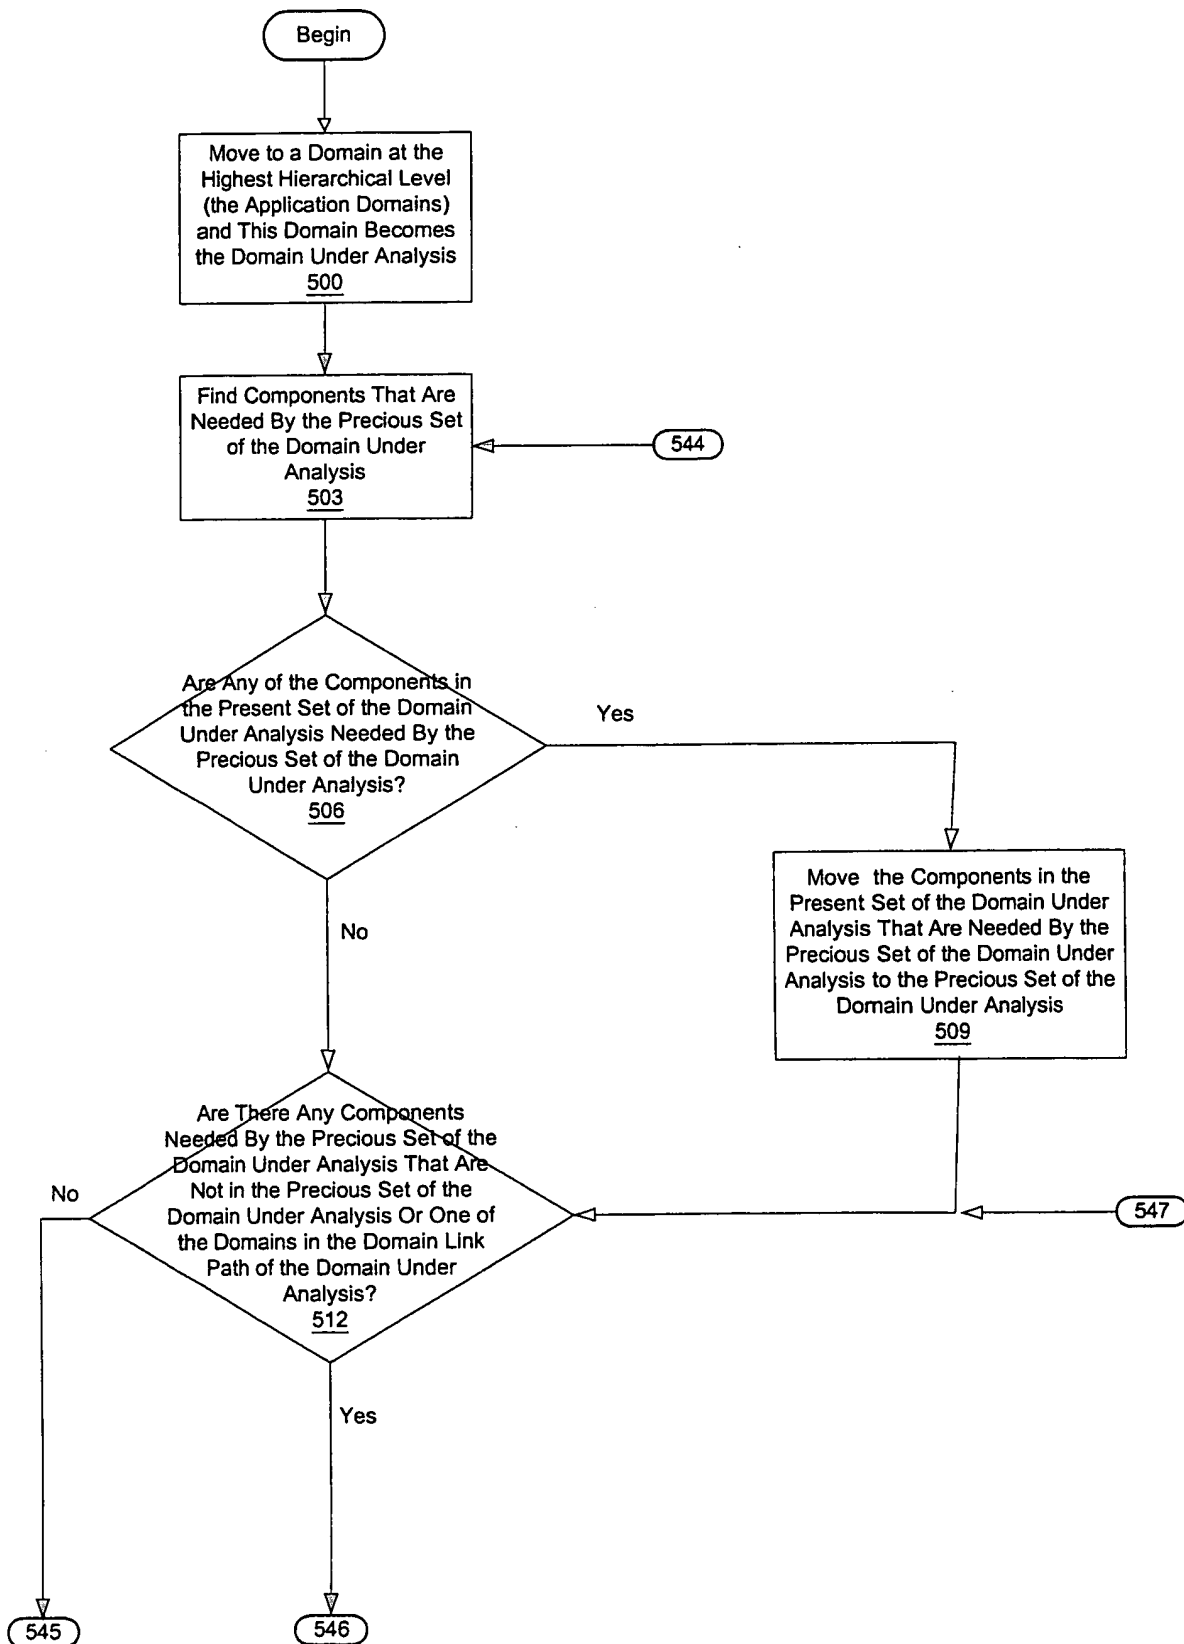 Begin
Move to a Domain at the
Highest Hierarchical Level
(the Application Domains)
and This Domain Becomes
the Domain Under Analysis
500
Find Components That Are
Needed By the Precious Set
of the Domain Under
Analysis
503
544
Are Any of the Components in
the Present Set of the Domain
Under Analysis Needed By the
Precious Set of the Domain
Under Analysis?
506
Yes
No
Move the Components in the
Present Set of the Domain Under
Analysis That Are Needed By the
Precious Set of the Domain Under
Analysis to the Precious Set of the
Domain Under Analysis
509
Are There Any Components
Needed By the Precious Set of the
Domain Under Analysis That Are
Not in the Precious Set of the
Domain Under Analysis Or One of
the Domains in the Domain Link
Path of the Domain Under
Analysis?
512
No
547
Yes
545
546